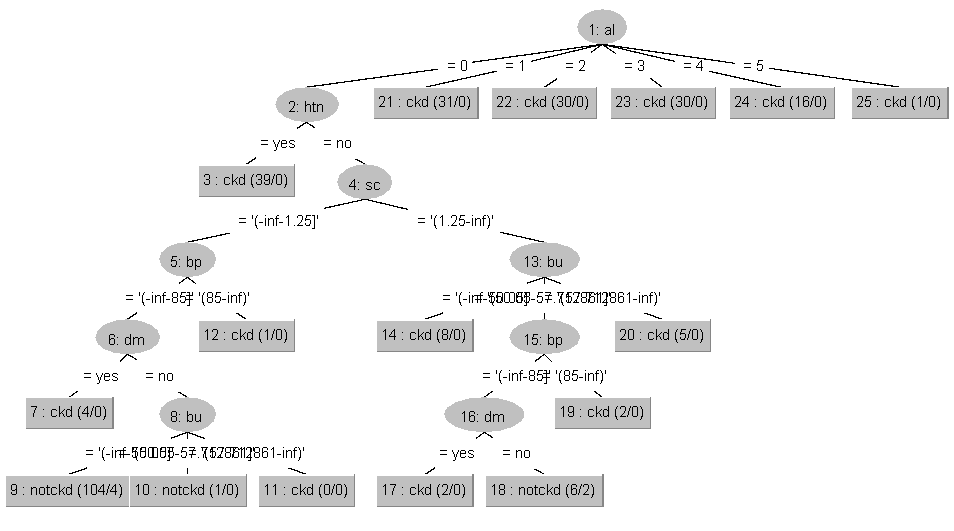 1: al
= 0
= 1
= 2
= 3
= 4
= 5
2: htn
21 : ckd (31/0)
22 : ckd (30/0)
23 : ckd (30/0)
24 : ckd (16/0)
25 : ckd (1/0)
= yes
= no
3 : ckd (39/0)
4: sc
= '(-inf-1.25]'
= '(1.25-inf)'
5: bp
13: bu
= '(-inf-85]'
= '(85-inf)'
6: dm
12 : ckd (1/0)
14 : ckd (8/0)
15: bp
20 : ckd (5/0)
= yes
= no
= '(-inf-85]'
= '(85-inf)'
7 : ckd (4/0)
8: bu
16: dm
19 : ckd (2/0)
= yes
= no
9 : notckd (104/4)
10 : notckd (1/0)
11 : ckd (0/0)
17 : ckd (2/0)
18 : notckd (6/2)